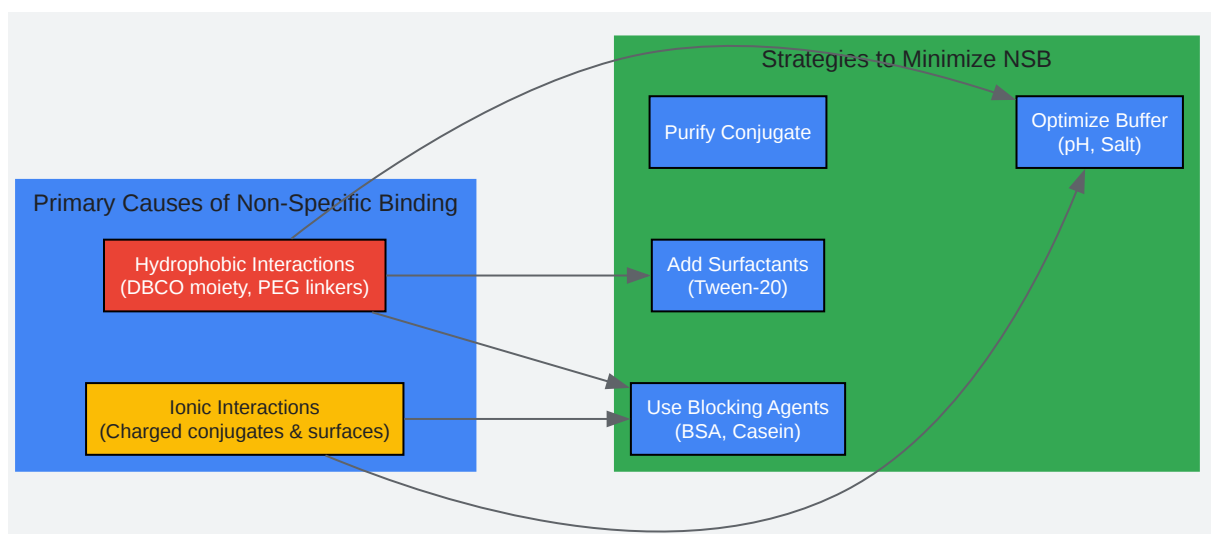 Strategies to Minimize NSB
Purify Conjugate
Optimize Buffer
(pH, Salt)
Primary Causes of Non-Specific Binding
Hydrophobic Interactions
(DBCO moiety, PEG linkers)
Add Surfactants
(Tween-20)
Ionic Interactions
(Charged conjugates & surfaces)
Use Blocking Agents
(BSA, Casein)